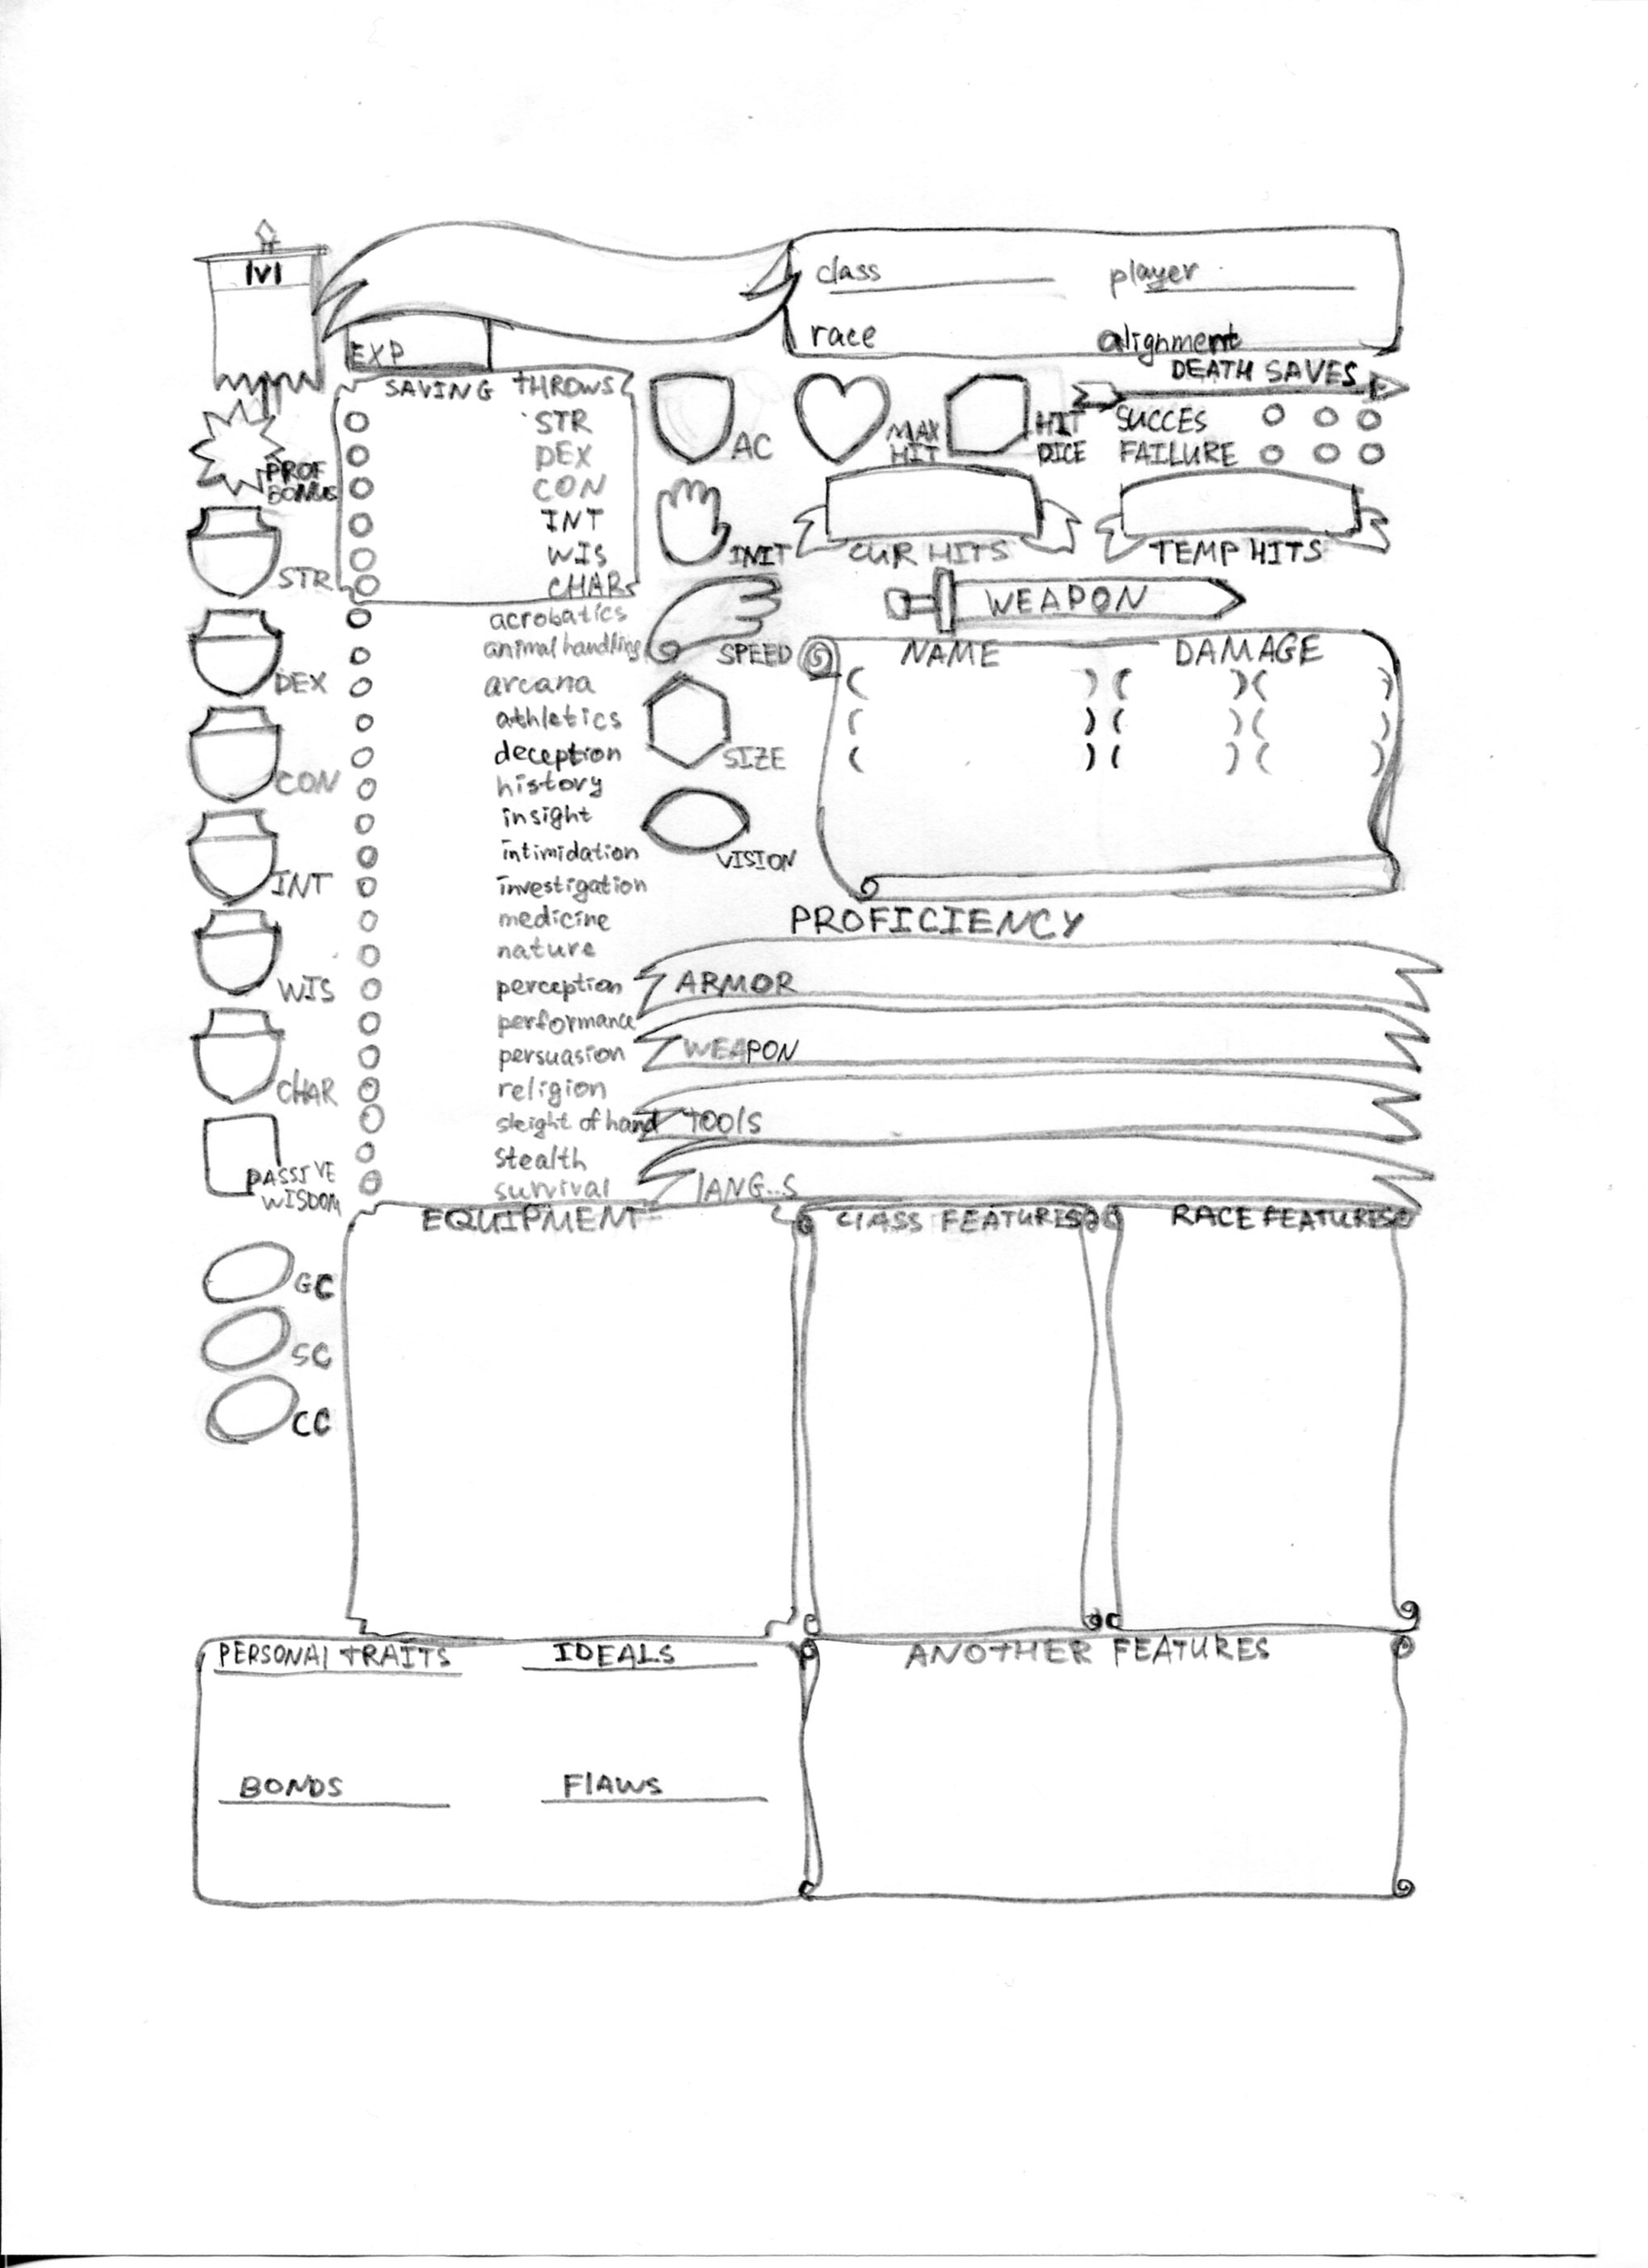 lvl
class player
race alignment
EXP
DEATH SAVES
SUCCES
FAILURE
SAVING THROWS
STR
DEX
CON
INT
WIS
CHAR
PROF
BONUS
AC
MAX
HIT
HIT
DICE
INIT
CUR HITS
TEMP HITS
STR
DEX
CON
INT
WIS
CHAR
PASSIVE
WISDOM
acrobatics
animal handling
arcana
athletics
deception
history
insight
intimidation
investigation
medicine
nature
perception
performance
persuasion
religion
sleight of hand
stealth
survival
SPEED
SIZE
VISION
WEAPON
NAME DAMAGE
( ) ( ) ( )
( ) ( ) ( )
( ) ( ) ( )
PROFICIENCY
ARMOR
WEAPON
TOOlS
lANG..S
EQUIPMENT
ClASS FEATURES
RACE FEATURES
GC
SC
CC
PERSONAl TRAITS
IDEALS
BONDS
FlAWS
ANOTHER FEATURES